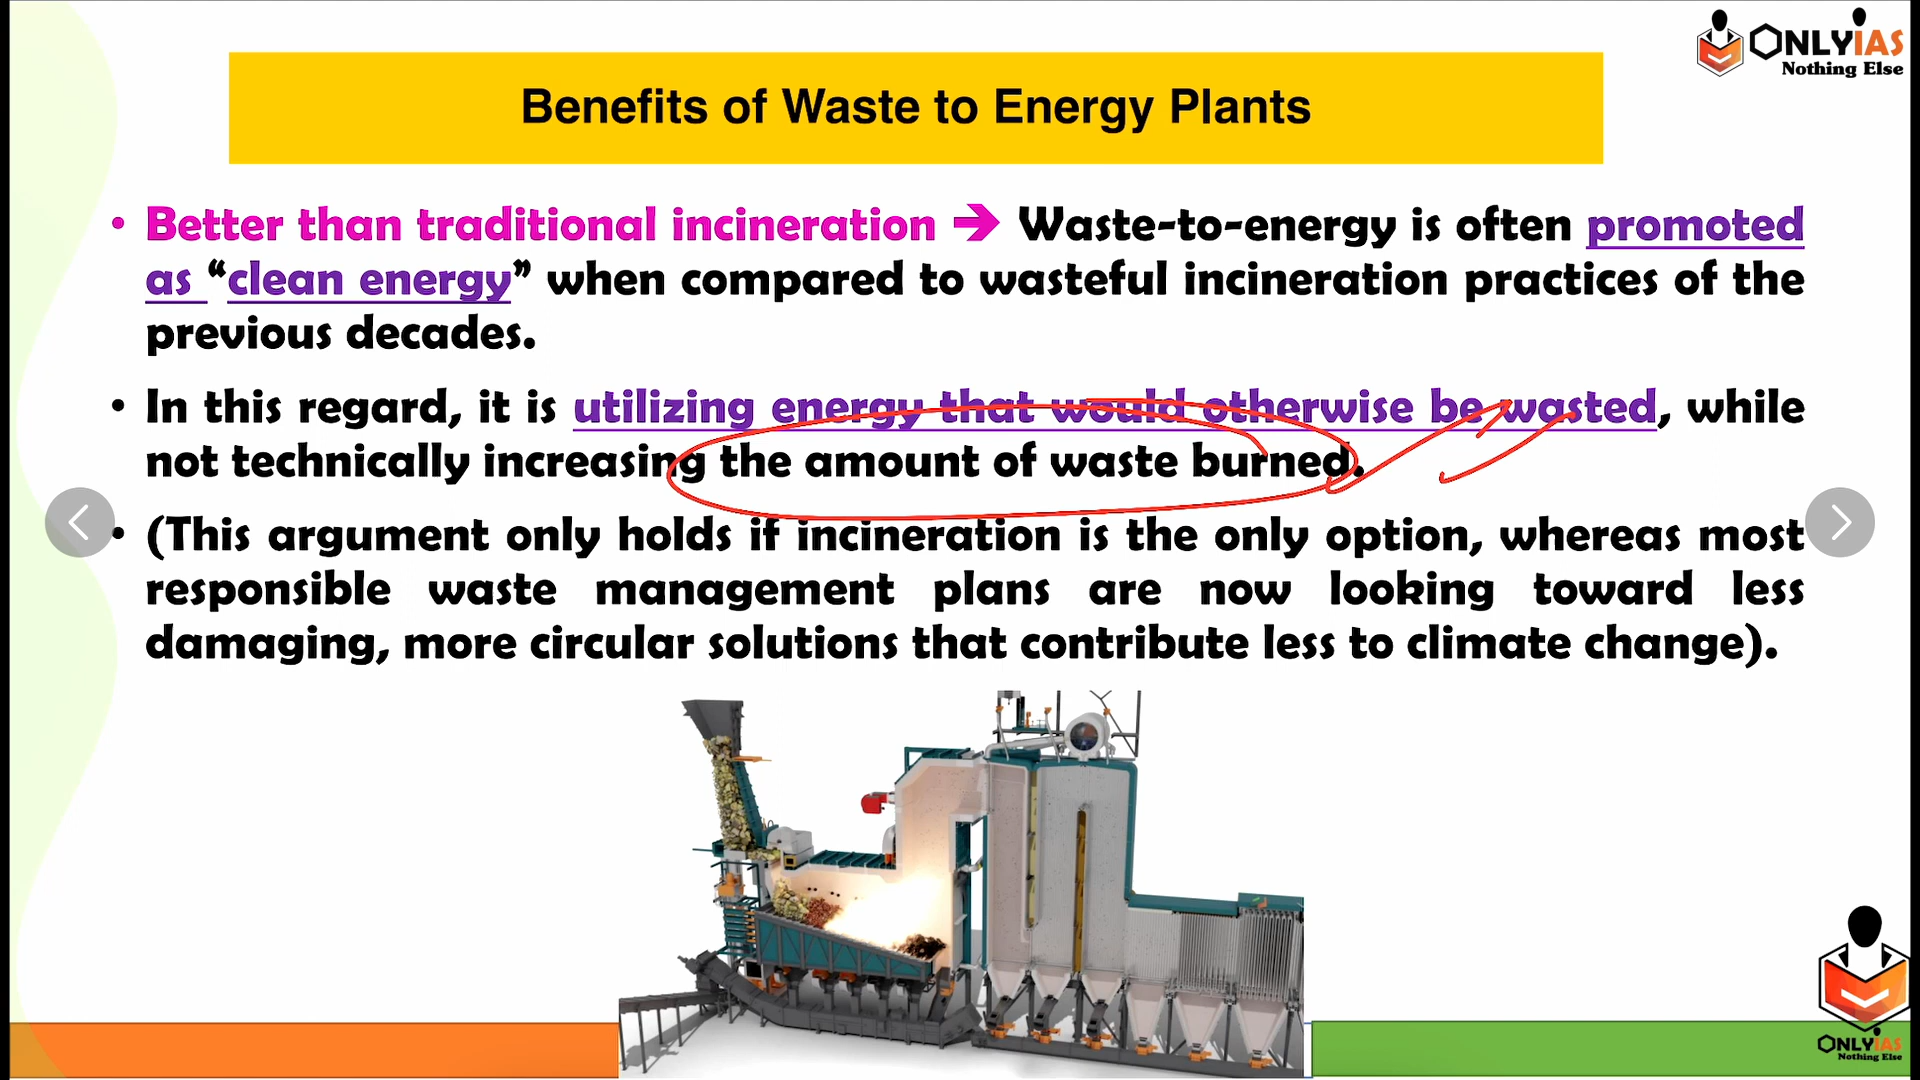 ONLYIAS
Nothing Else
Benefits of Waste to Energy Plants
• Better than traditional incineration ➔ Waste-to-energy is often promoted
as “clean energy” when compared to wasteful incineration practices of the
previous decades.
• In this regard, it is utilizing energy that would otherwise be wasted, while
not technically increasing the amount of waste burned.
• (This argument only holds if incineration is the only option, whereas most
responsible waste management plans are now looking toward less
damaging, more circular solutions that contribute less to climate change).
ONLYIAS
Nothing Else